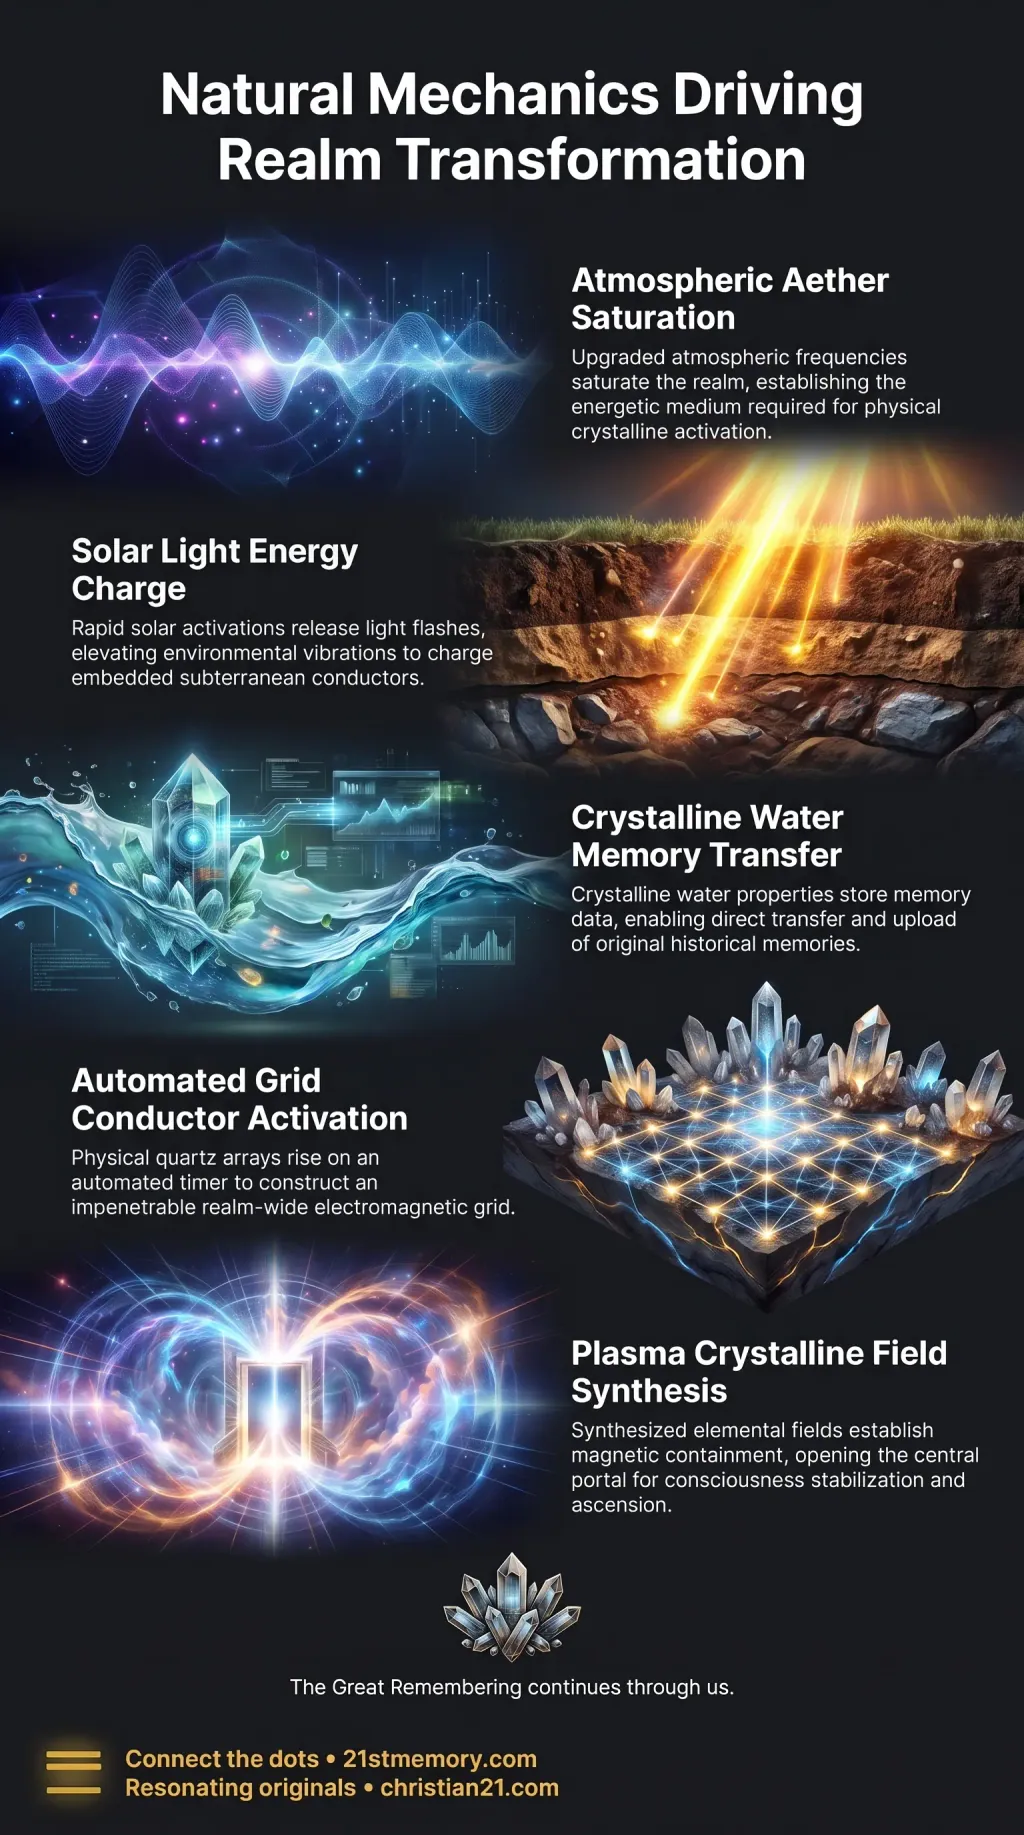 Natural Mechanics Driving
Realm Transformation
Atmospheric Aether
Saturation
Upgraded atmospheric frequencies
saturate the realm, establishing the
energetic medium required for physical
crystalline activation.
Solar Light Energy
Charge
Rapid solar activations release light flashes,
elevating environmental vibrations to charge
embedded subterranean conductors.
Crystalline Water
Memory Transfer
Crystalline water properties store memory
data, enabling direct transfer and upload
of original historical memories.
Automated Grid
Conductor Activation
Physical quartz arrays rise on an
automated timer to construct an
impenetrable realm-wide electromagnetic grid.
Plasma Crystalline Field
Synthesis
Synthesized elemental fields establish
magnetic containment, opening the central
portal for consciousness stabilization and
ascension.
The Great Remembering continues through us.
Connect the dots • 21stmemory.com
Resonating originals • christian21.com